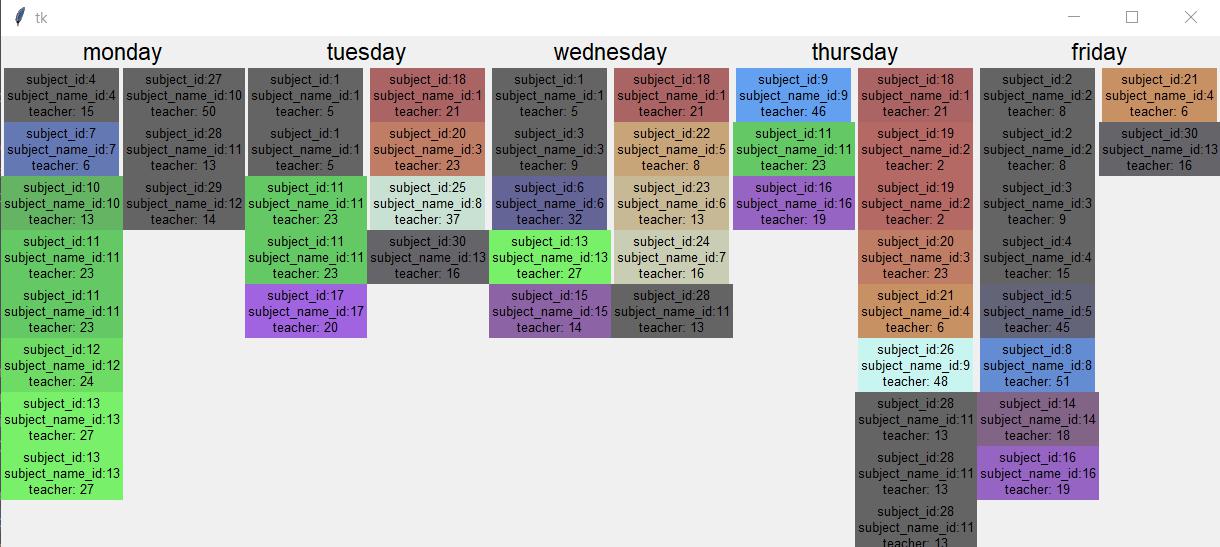 tk
monday
subject_id:4
subject_name_id:4
teacher: 15
subject_id:7
subject_name_id:7
teacher: 6
subject_id:10
subject_name_id:10
teacher: 13
subject_id:11
subject_name_id:11
teacher: 23
subject_id:11
subject_name_id:11
teacher: 23
subject_id:12
subject_name_id:12
teacher: 24
subject_id:13
subject_name_id:13
teacher: 27
subject_id:13
subject_name_id:13
teacher: 27
subject_id:27
subject_name_id:10
teacher: 50
subject_id:28
subject_name_id:11
teacher: 13
subject_id:29
subject_name_id:12
teacher: 14
tuesday
subject_id:1
subject_name_id:1
teacher: 5
subject_id:1
subject_name_id:1
teacher: 5
subject_id:11
subject_name_id:11
teacher: 23
subject_id:11
subject_name_id:11
teacher: 23
subject_id:17
subject_name_id:17
teacher: 20
subject_id:18
subject_name_id:1
teacher: 21
subject_id:20
subject_name_id:3
teacher: 23
subject_id:25
subject_name_id:8
teacher: 37
subject_id:30
subject_name_id:13
teacher: 16
wednesday
subject_id:1
subject_name_id:1
teacher: 5
subject_id:3
subject_name_id:3
teacher: 9
subject_id:6
subject_name_id:6
teacher: 32
subject_id:13
subject_name_id:13
teacher: 27
subject_id:15
subject_name_id:15
teacher: 14
subject_id:18
subject_name_id:1
teacher: 21
subject_id:22
subject_name_id:5
teacher: 8
subject_id:23
subject_name_id:6
teacher: 13
subject_id:24
subject_name_id:7
teacher: 16
subject_id:28
subject_name_id:11
teacher: 13
thursday
subject_id:9
subject_name_id:9
teacher: 46
subject_id:11
subject_name_id:11
teacher: 23
subject_id:16
subject_name_id:16
teacher: 19
subject_id:18
subject_name_id:1
teacher: 21
subject_id:19
subject_name_id:2
teacher: 2
subject_id:19
subject_name_id:2
teacher: 2
subject_id:20
subject_name_id:3
teacher: 23
subject_id:21
subject_name_id:4
teacher: 6
subject_id:26
subject_name_id:9
teacher: 48
subject_id:28
subject_name_id:11
teacher: 13
subject_id:28
subject_name_id:11
teacher: 13
subject_id:28
subject_name_id:11
teacher: 13
friday
subject_id:2
subject_name_id:2
teacher: 8
subject_id:2
subject_name_id:2
teacher: 8
subject_id:3
subject_name_id:3
teacher: 9
subject_id:4
subject_name_id:4
teacher: 15
subject_id:5
subject_name_id:5
teacher: 45
subject_id:8
subject_name_id:8
teacher: 51
subject_id:14
subject_name_id:14
teacher: 18
subject_id:16
subject_name_id:16
teacher: 19
subject_id:21
subject_name_id:4
teacher: 6
subject_id:30
subject_name_id:13
teacher: 16